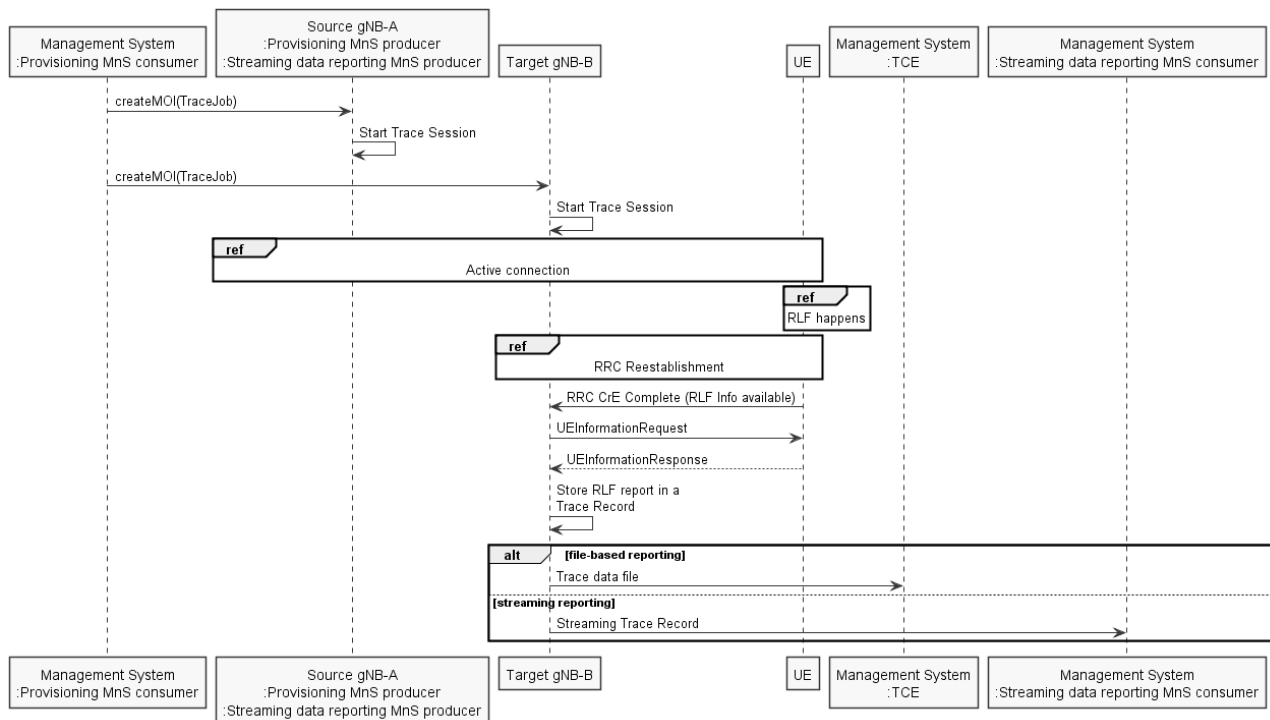 Management System
:Provisioning MnS consumer
Source gNB-A
:Provisioning MnS producer
:Streaming data reporting MnS producer
Target gNB-B
UE
Management System
:TCE
Management System
:Streaming data reporting MnS consumer
createMOI(TraceJob)
Start Trace Session
createMOI(TraceJob)
Start Trace Session
ref
Active connection
ref
RLF happens
ref
RRC Reestablishment
RRC CrE Complete (RLF Info available)
UEInformationRequest
UEInformationResponse
Store RLF report in a
Trace Record
alt
[file-based reporting]
Trace data file
[streaming reporting]
Streaming Trace Record
Management System
:Provisioning MnS consumer
Source gNB-A
:Provisioning MnS producer
:Streaming data reporting MnS producer
Target gNB-B
UE
Management System
:TCE
Management System
:Streaming data reporting MnS consumer